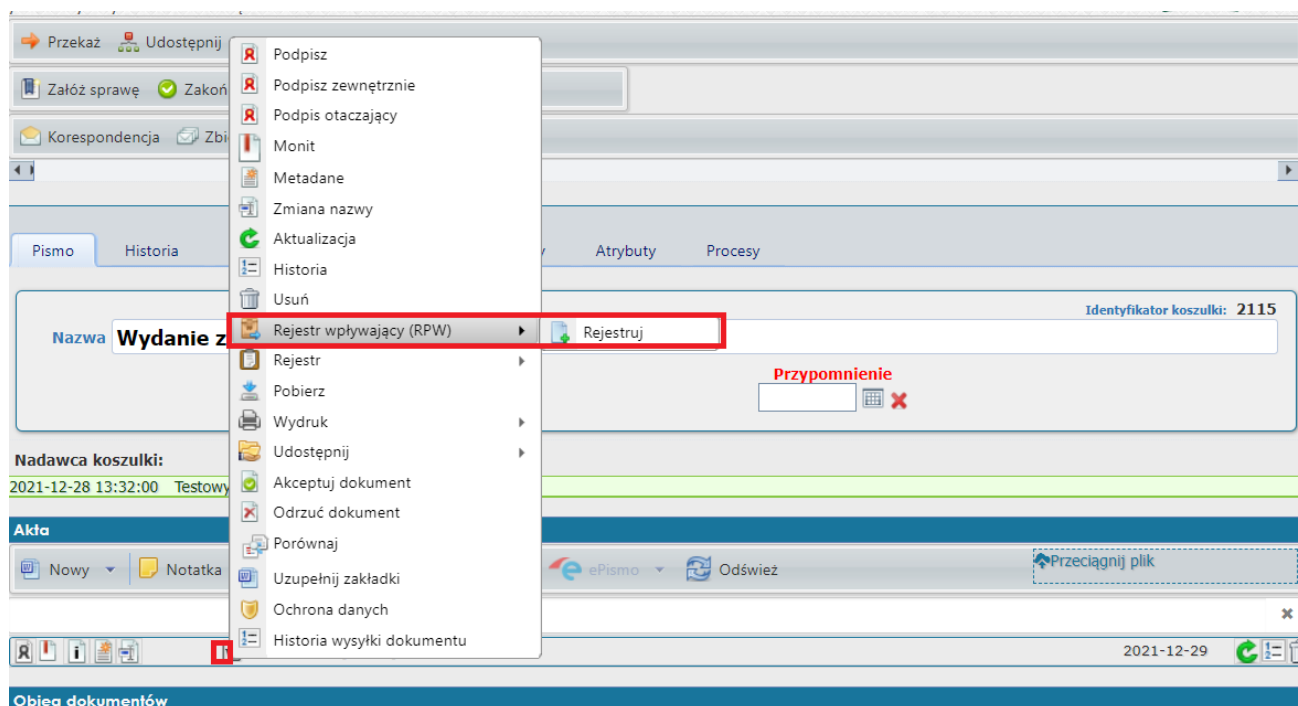 Przekaż Udostępnij
Załóż sprawę Zakoń
Korespondencja Zbi
Podpisz
Podpisz zewnętrznie
Podpis otaczający
Monit
Metadane
Zmiana nazwy
Aktualizacja
Historia
Usuń
Rejestr wpływający (RPW) Rejestruj
Rejestr
Pobierz
Wydruk
Udostępnij
Akceptuj dokument
Odrzuć dokument
Porównaj
Uzupełnij zakładki
Ochrona danych
Historia wysyłki dokumentu
Pismo Historia Atrybuty Procesy
Identyfikator koszulki: 2115
Nazwa Wydanie z
Przypomnienie
Nadawca koszulki:
2021-12-28 13:32:00 Testowy
Akta
Nowy Notatka ePismo Odśwież Przeciągnij plik
2021-12-29
Obieg dokumentów